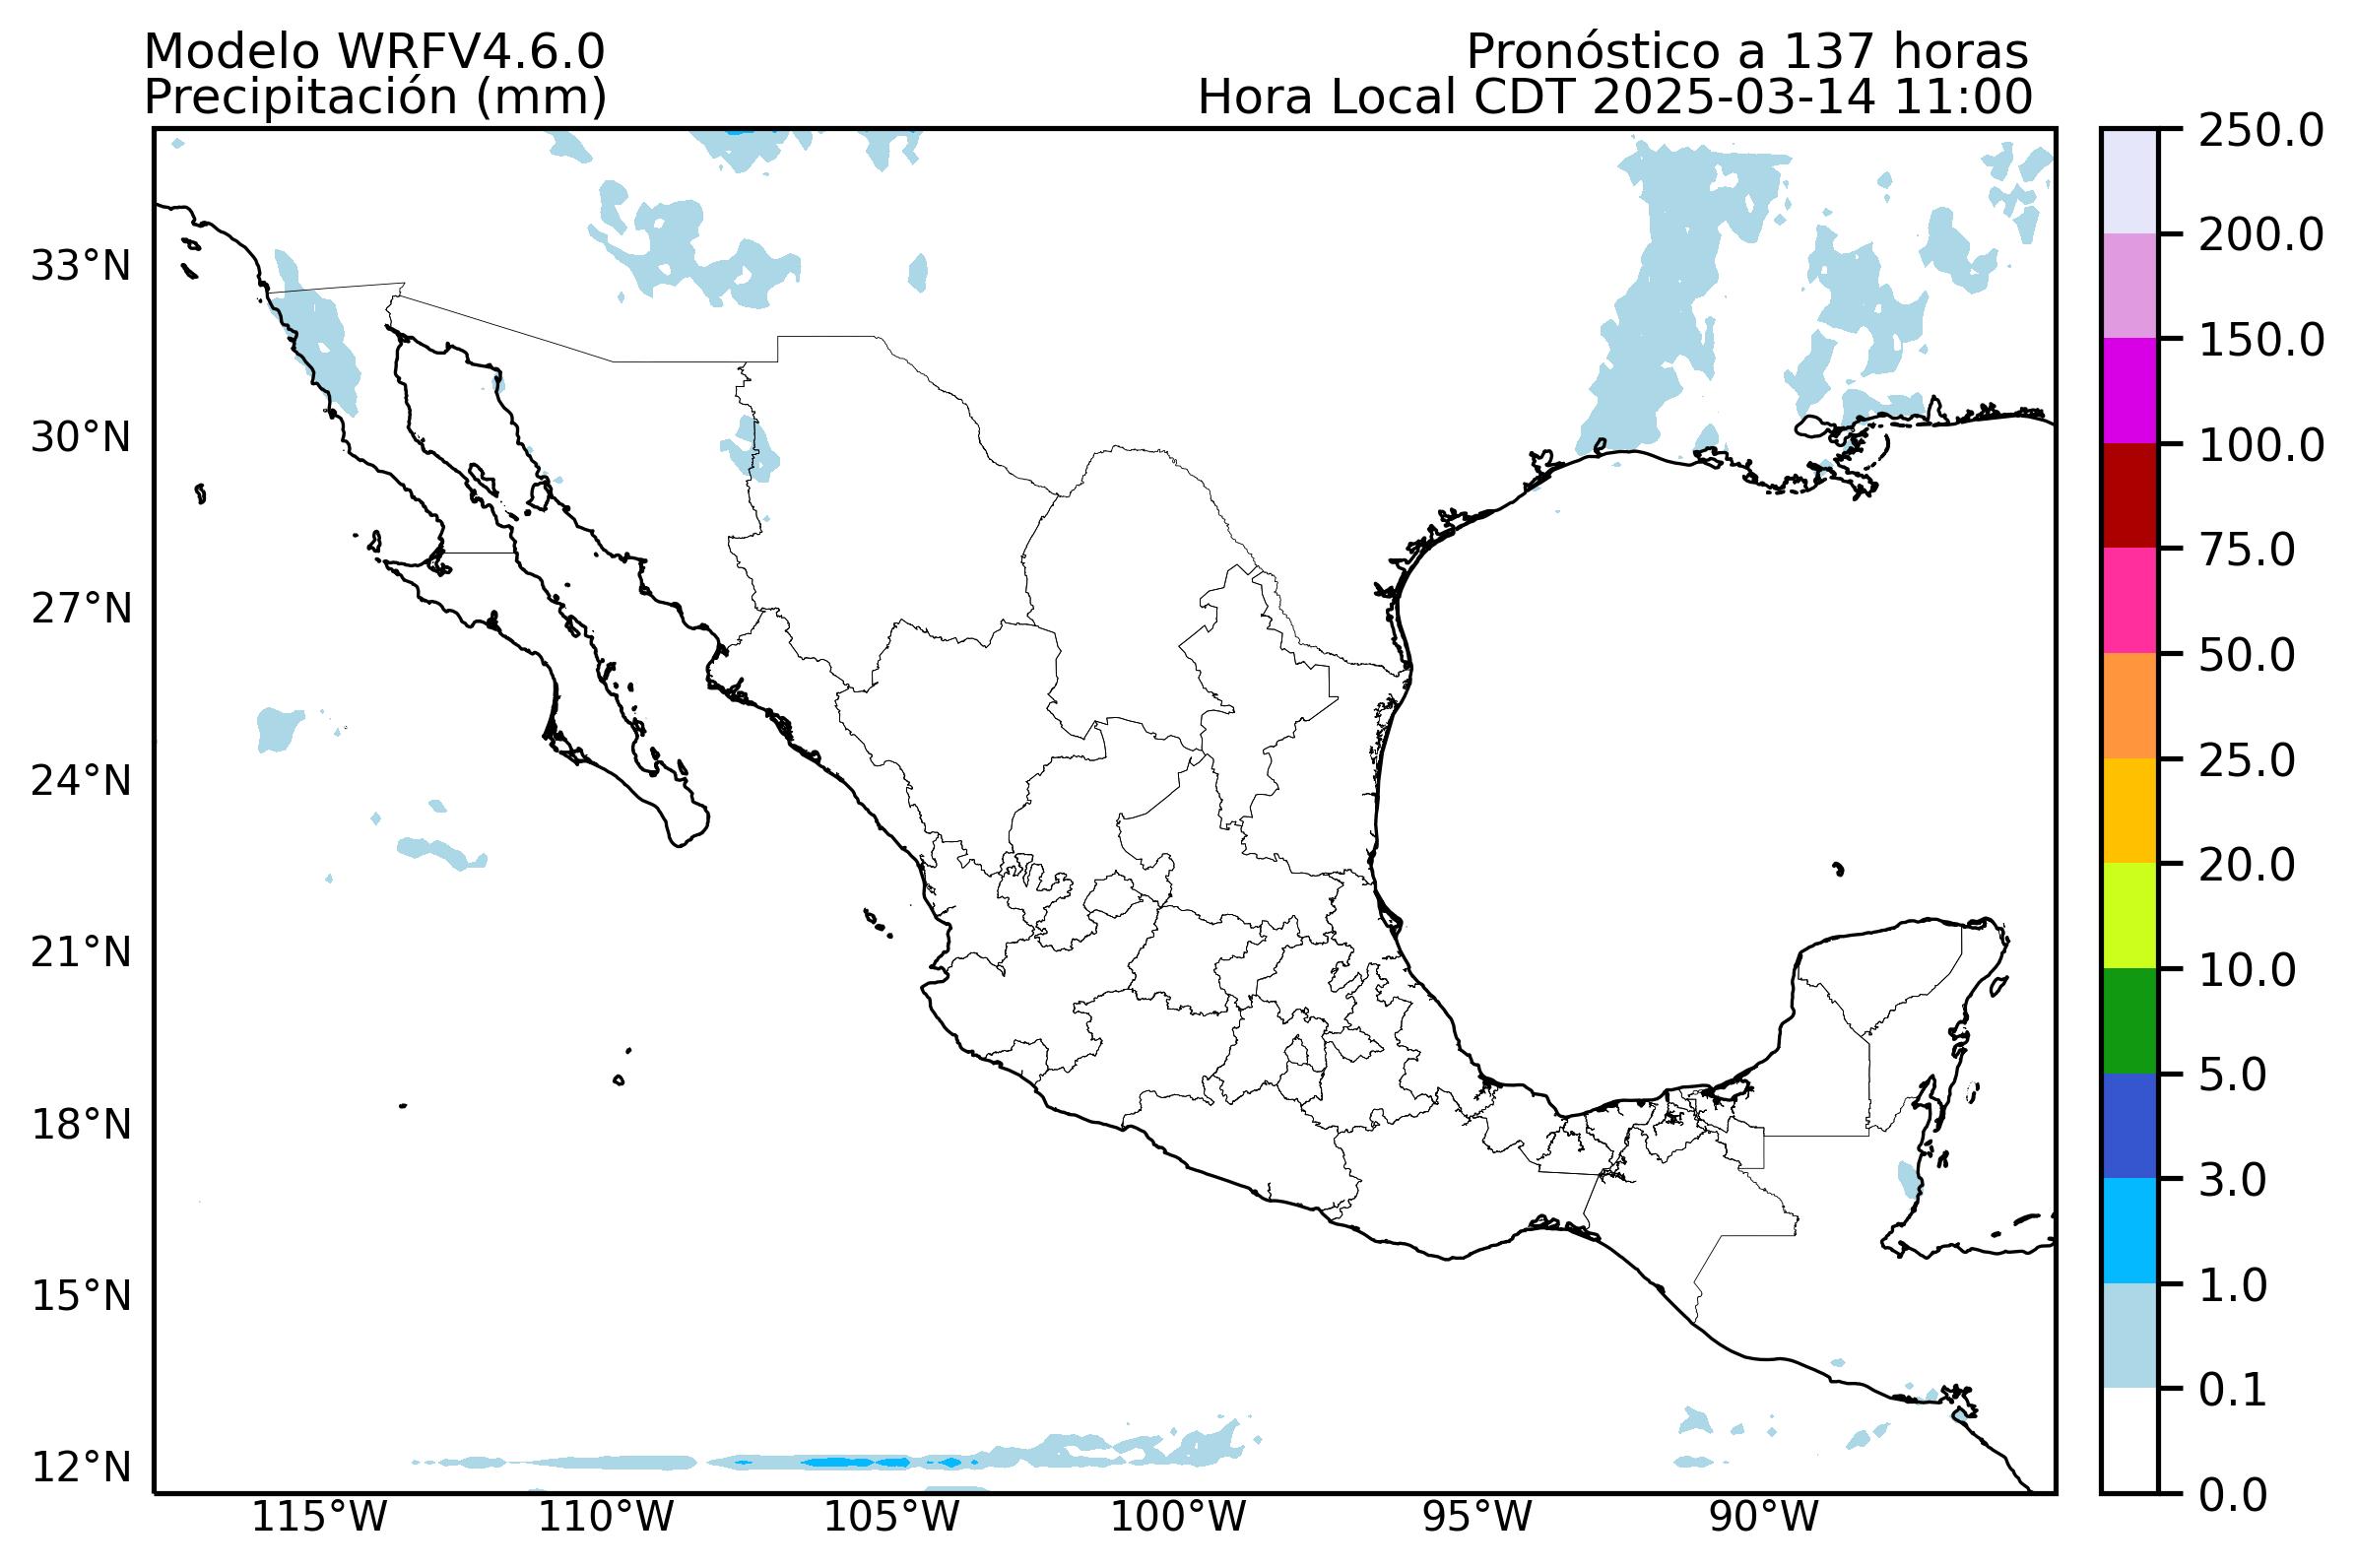 Modelo WRFV4.6.0
Pronóstico a 137 horas
Precipitación (mm)
Hora Local CDT 2025-03-14 11:00
33°N
30°N
27°N
24°N
21°N
18°N
15°N
12°N
115°W
110°W
105°W
100°W
95°W
90°W
250.0
200.0
150.0
100.0
75.0
50.0
25.0
20.0
10.0
5.0
3.0
1.0
0.1
0.0